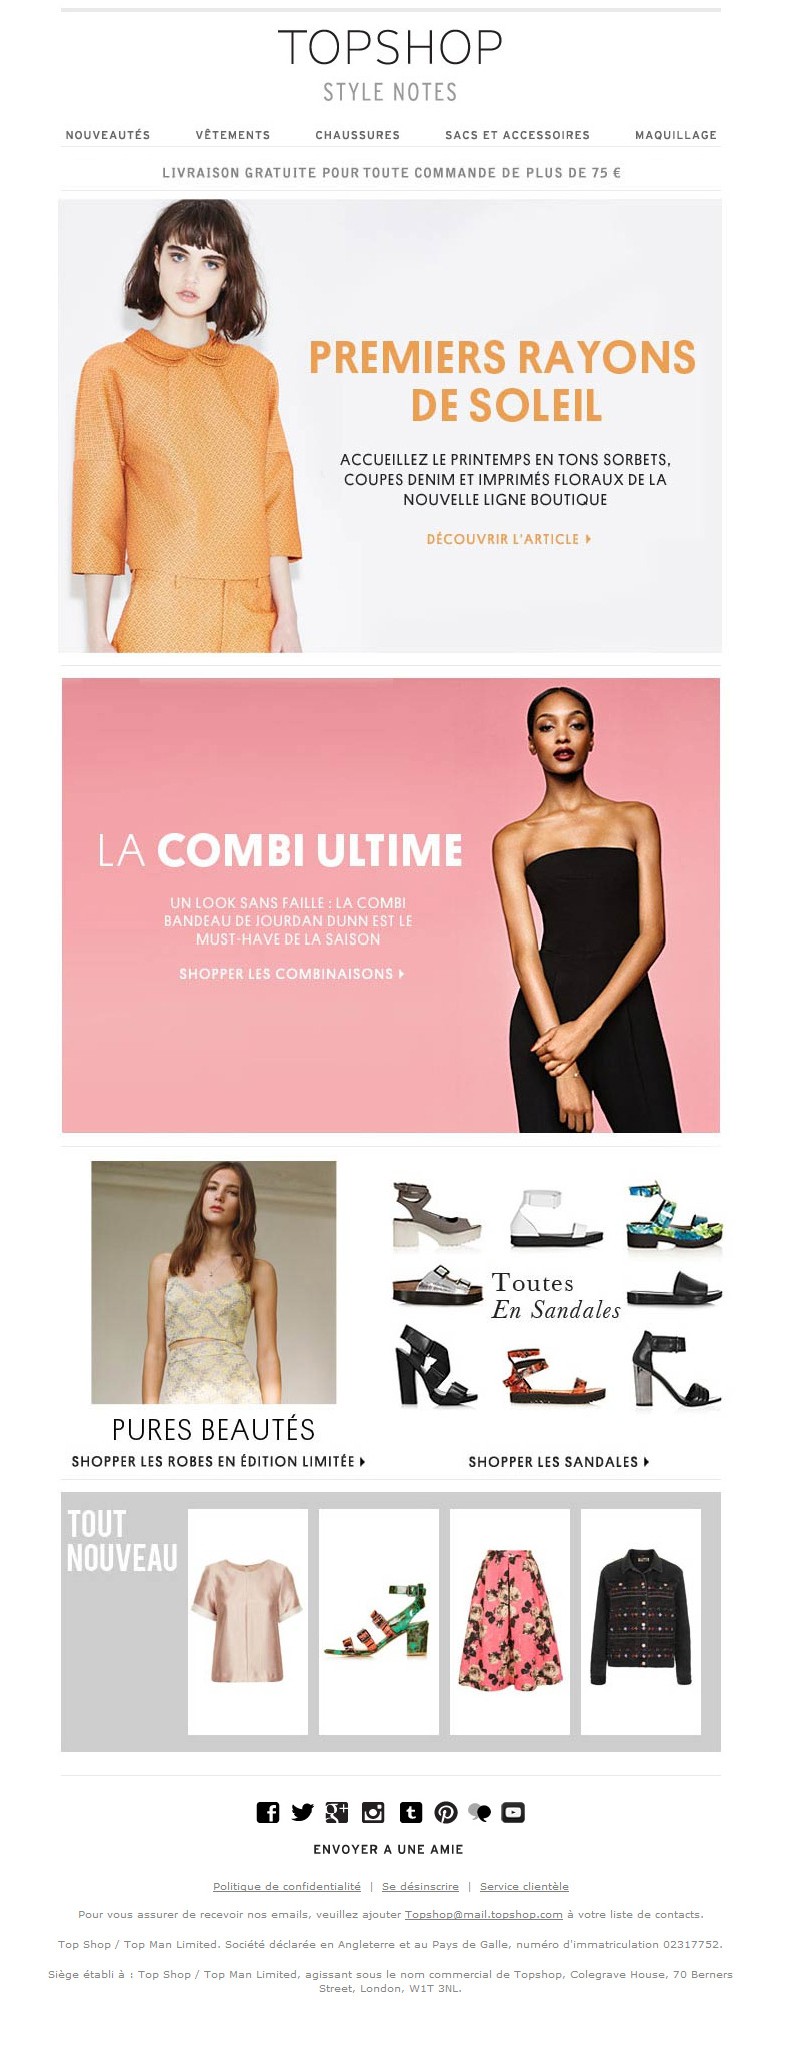 TOPSHOP
STYLE NOTES
NOUVEAUTÉS VÊTEMENTS CHAUSSURES SACS ET ACCESSOIRES MAQUILLAGE
LIVRAISON GRATUITE POUR TOUTE COMMANDE DE PLUS DE 75 €
PREMIERS RAYONS
DE SOLEIL
ACCUEILLEZ LE PRINTEMPS EN TONS SORBETS,
COUPES DENIM ET IMPRIMÉS FLORAUX DE LA
NOUVELLE LIGNE BOUTIQUE
DÉCOUVRIR L'ARTICLE
LA COMBI ULTIME
UN LOOK SANS FAILLE : LA COMBI
BANDEAU DE JOURDAN DUNN EST LE
MUST-HAVE DE LA SAISON
SHOPPER LES COMBINAISONS
PURES BEAUTÉS
SHOPPER LES ROBES EN ÉDITION LIMITÉE
Toutes
En Sandales
SHOPPER LES SANDALES
TOUT
NOUVEAU
ENVOYER A UNE AMIE
Politique de confidentialité | Se désinscrire | Service clientèle
Pour vous assurer de recevoir nos emails, veuillez ajouter Topshop@mail.topshop.com à votre liste de contacts.
Top Shop / Top Man Limited. Société déclarée en Angleterre et au Pays de Galle, numéro d'immatriculation 02317752.
Siège établi à : Top Shop / Top Man Limited, agissant sous le nom commercial de Topshop, Colegrave House, 70 Berners
Street, London, W1T 3NL.